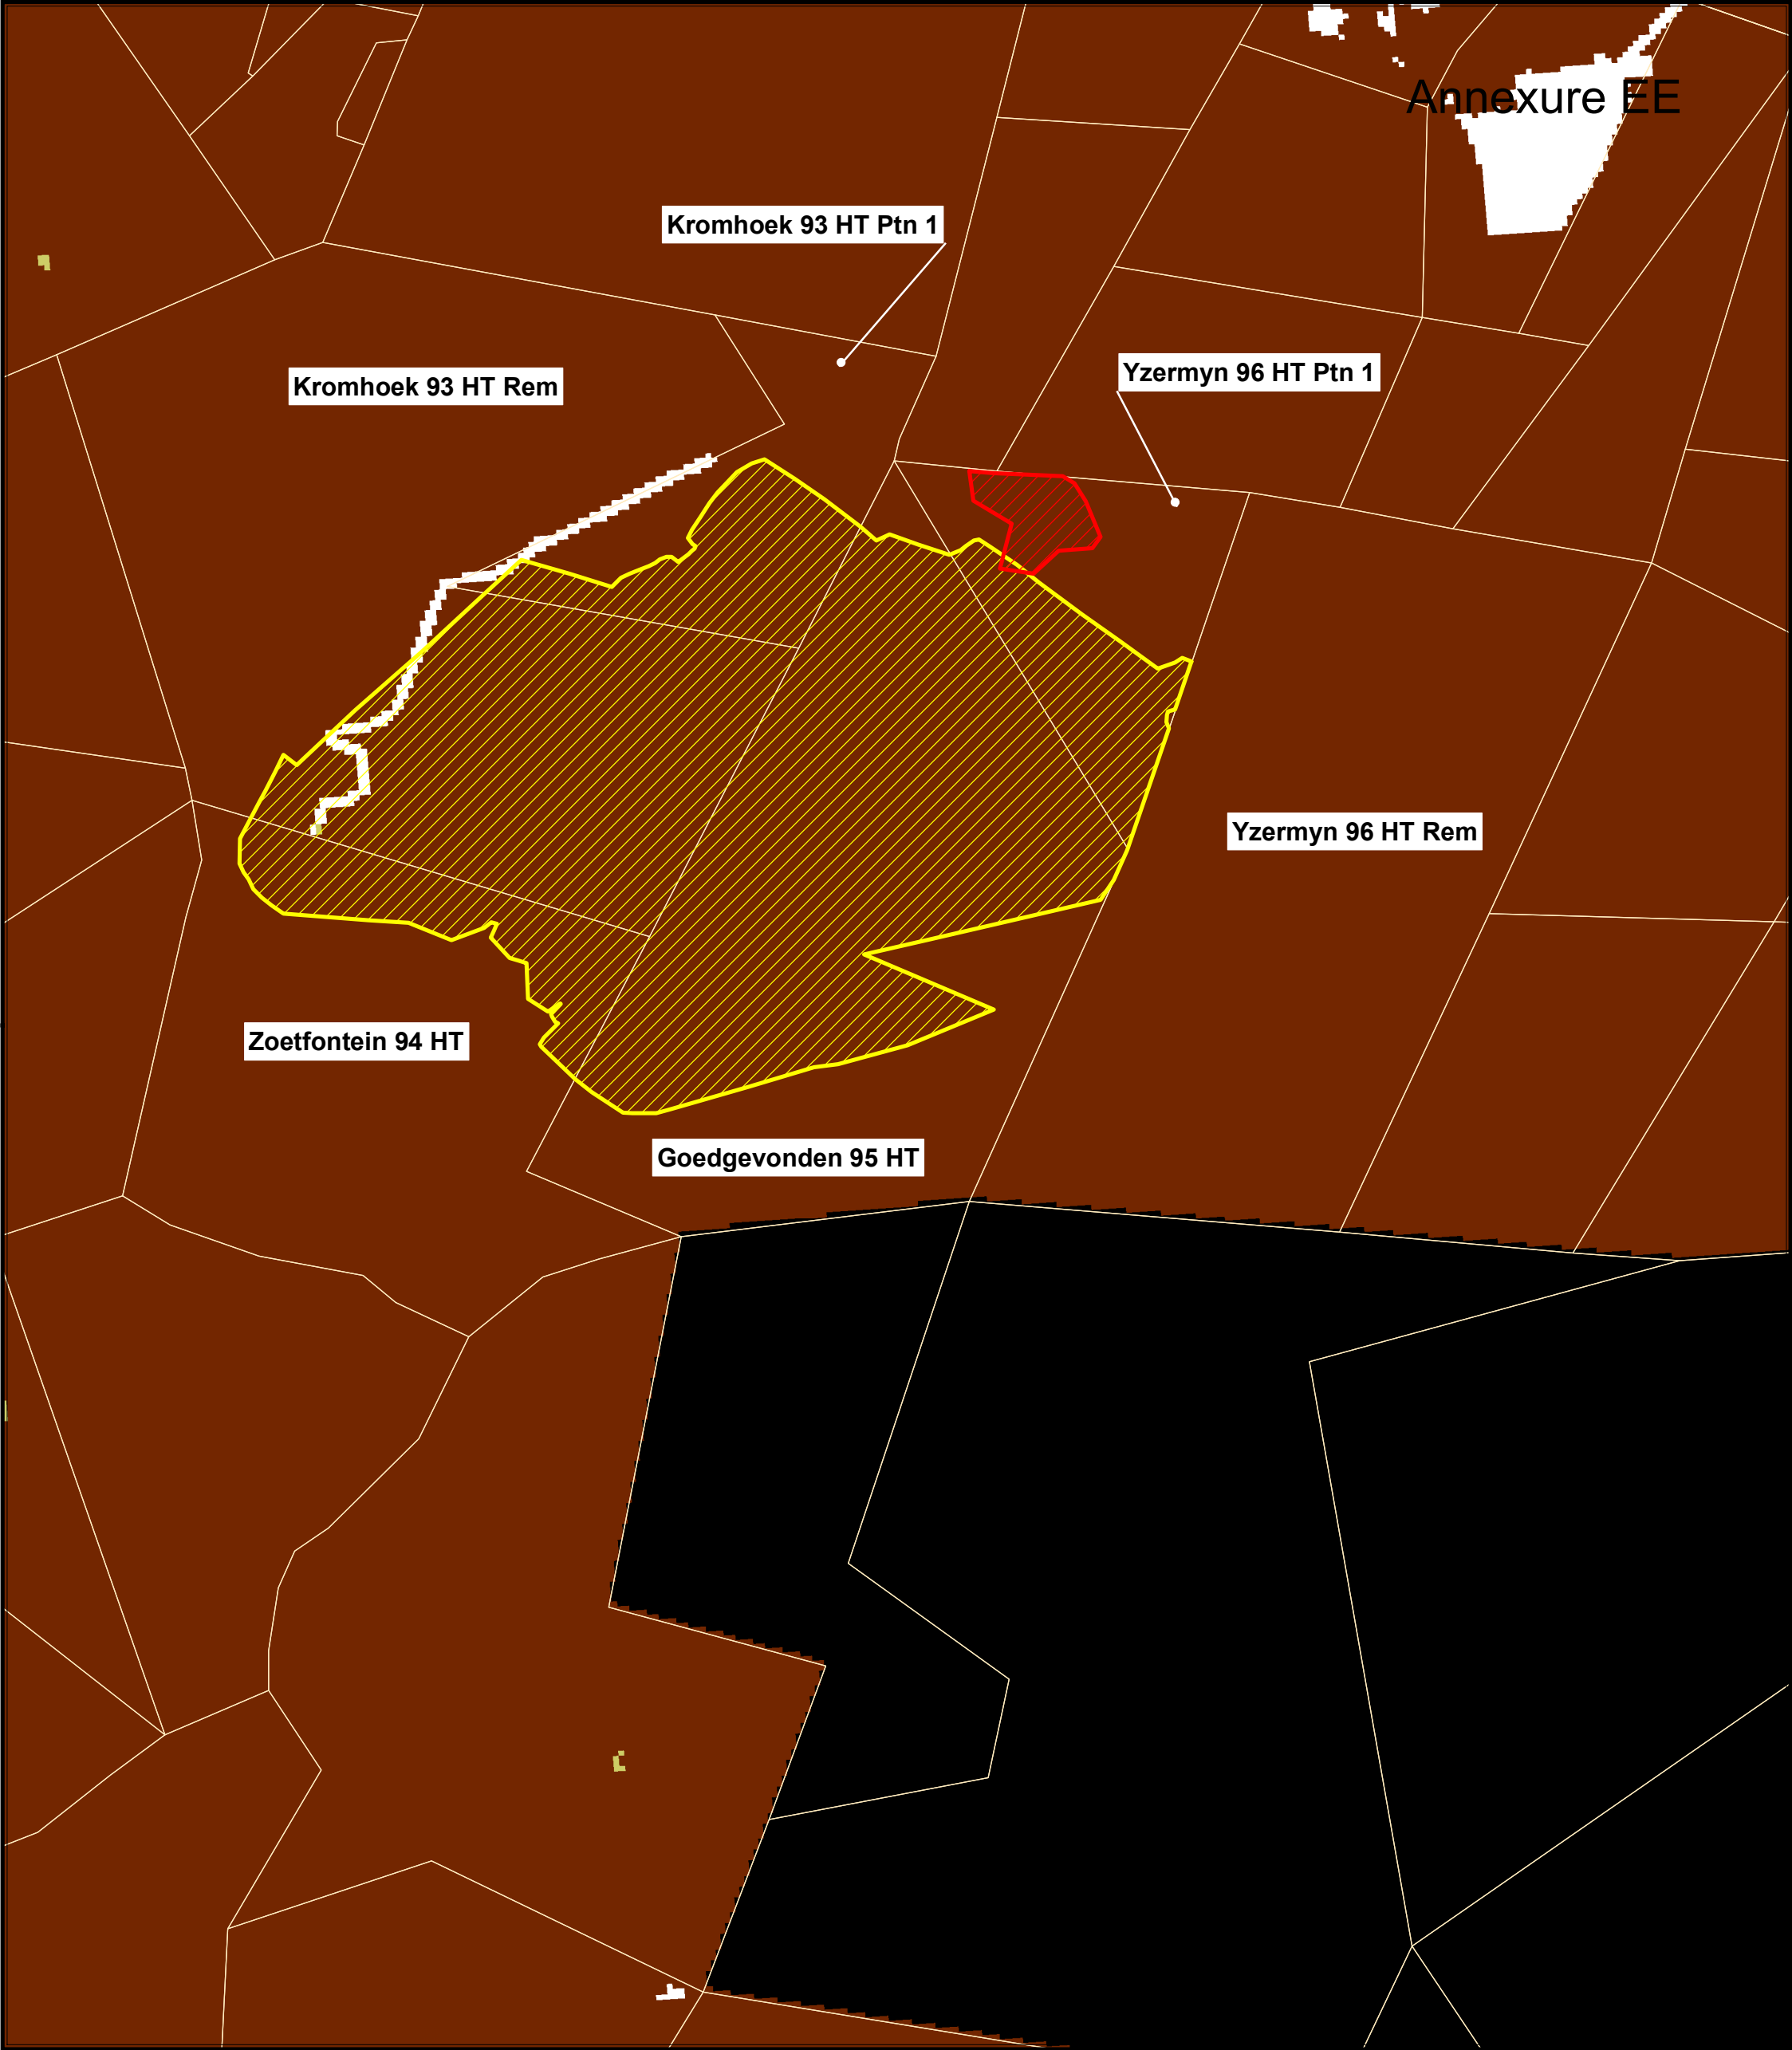 Annexure EE
Kromhoek 93 HT Ptn 1
Yzermyn 96 HT Ptn 1
Kromhoek 93 HT Rem
Yzermyn 96 HT Rem
Zoetfontein 94 HT
Goedgevonden 95 HT